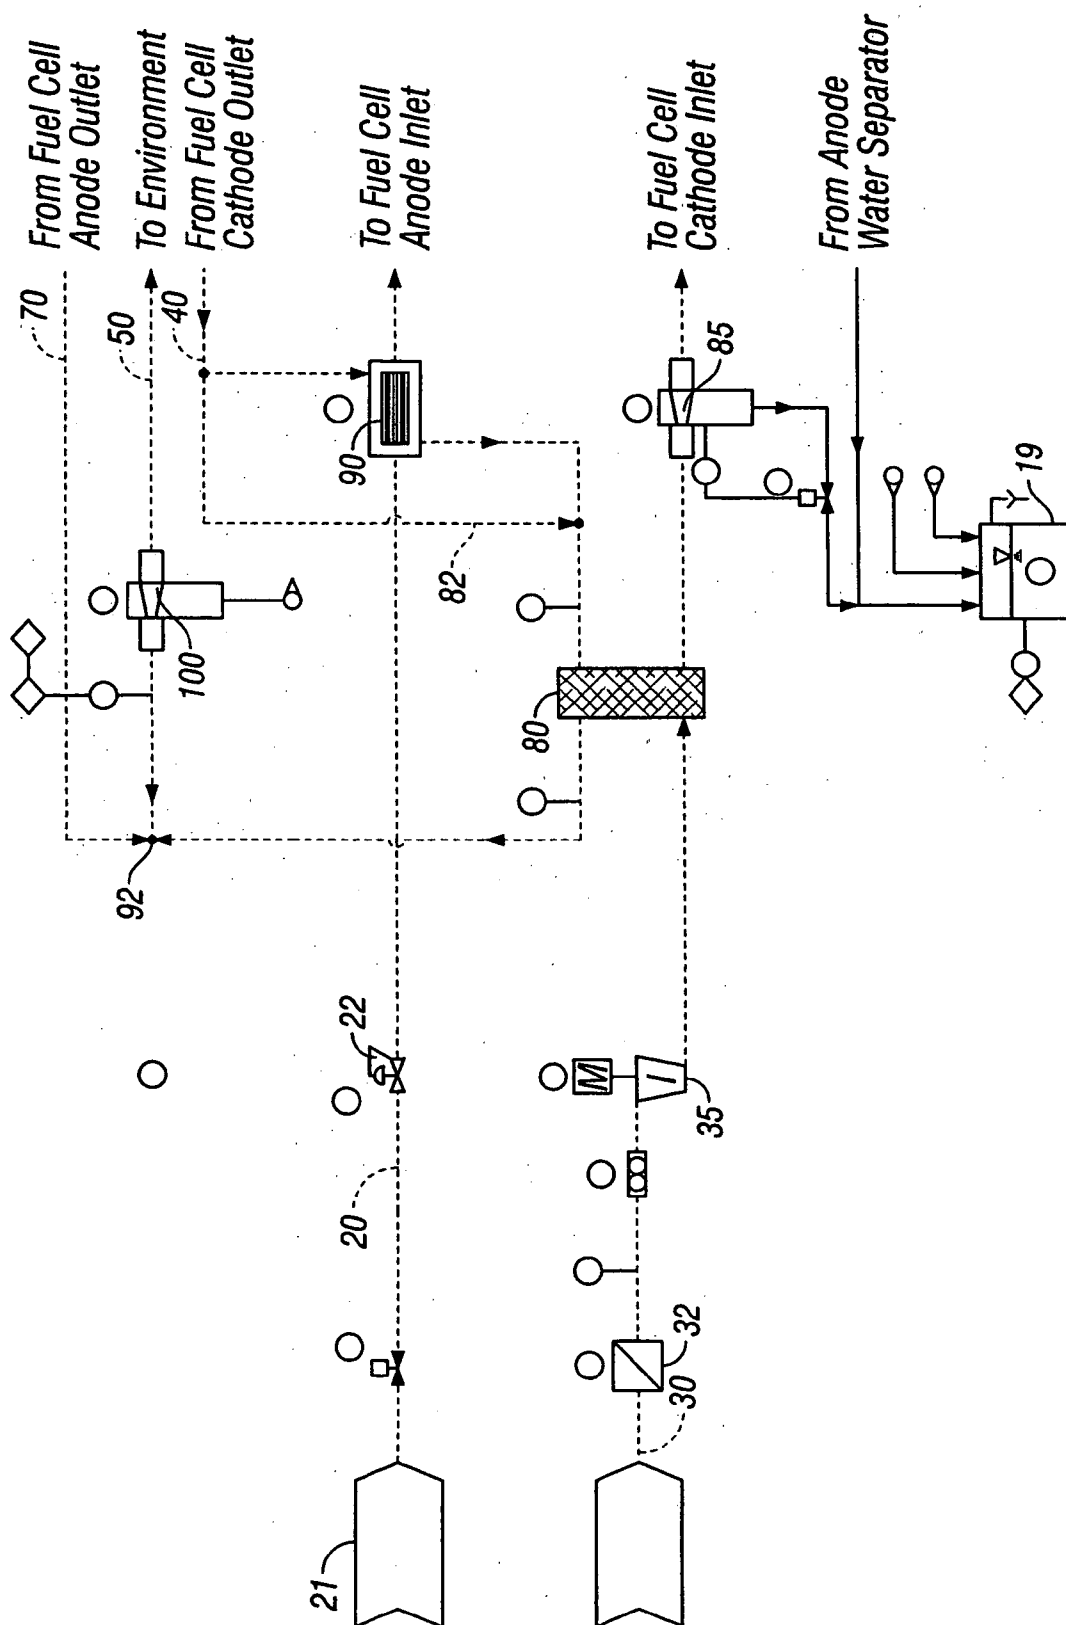 From Fuel Cell
Anode Outlet
To Environment
From Fuel Cell
Cathode Outlet
To Fuel Cell
Anode Inlet
To Fuel Cell
Cathode Inlet
From Anode
Water Separator
70
50
40
90
85
82
19
100
80
92
22
M
35
20
32
30
21